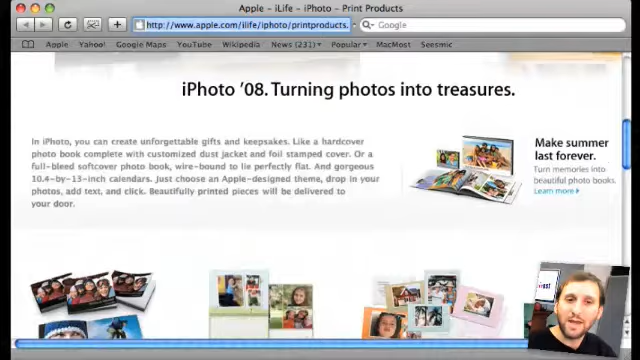 Apple - iLife - iPhoto - Print Products
http://www.apple.com/ilife/iphoto/printproducts.
Google
Apple Yahoo! Google Maps YouTube Wikipedia News (231) Popular MacMost Seesmic
iPhoto '08. Turning photos into treasures.
In iPhoto, you can create unforgettable gifts and keepsakes. Like a hardcover
photo book complete with customized dust jacket and foil stamped cover. Or a
full-bleed softcover photo book, wire-bound to lie perfectly flat. And gorgeous
10.4-by-13-inch calendars. Just choose an Apple-designed theme, drop in your
photos, add text, and click. Beautifully printed pieces will be delivered to
your door.
Make summer
last forever.
Turn memories into
beautiful photo books.
Learn more